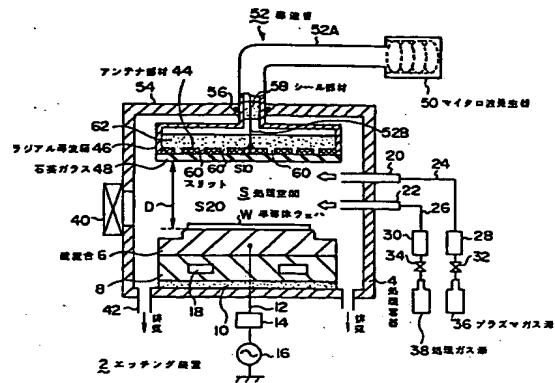 52 導波管
52A
アンテナ部材 44
56
58 シール部材
54
50 マイクロ波発生器
62
52B
ラジアル導波箱 46
石英ガラス 48
60 60 S10 60
スリット
20
24
S 処理空間
22
26
40
D
S20
W 半導体ウエハ
30
28
34
32
載置台 6
8
4 処理容器
18
12
10
14
42
排気
排気
36 プラズマガス源
38 処理ガス源
16
2 エッチング装置